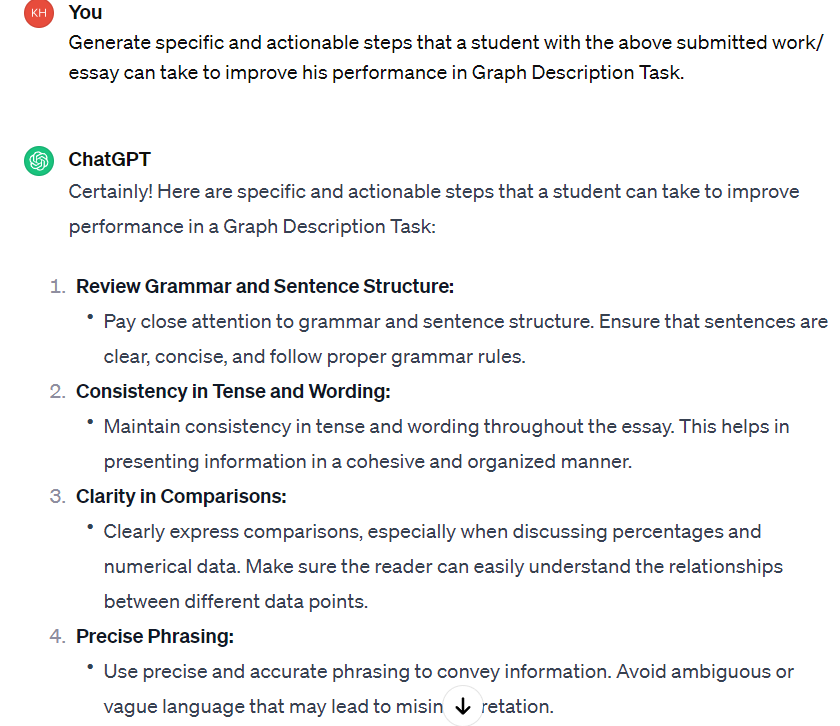 KH You
Generate specific and actionable steps that a student with the above submitted work/
essay can take to improve his performance in Graph Description Task.
ChatGPT
Certainly! Here are specific and actionable steps that a student can take to improve
performance in a Graph Description Task:
1. Review Grammar and Sentence Structure:
• Pay close attention to grammar and sentence structure. Ensure that sentences are
clear, concise, and follow proper grammar rules.
2. Consistency in Tense and Wording:
• Maintain consistency in tense and wording throughout the essay. This helps in
presenting information in a cohesive and organized manner.
3. Clarity in Comparisons:
• Clearly express comparisons, especially when discussing percentages and
numerical data. Make sure the reader can easily understand the relationships
between different data points.
4. Precise Phrasing:
• Use precise and accurate phrasing to convey information. Avoid ambiguous or
vague language that may lead to misin retation.